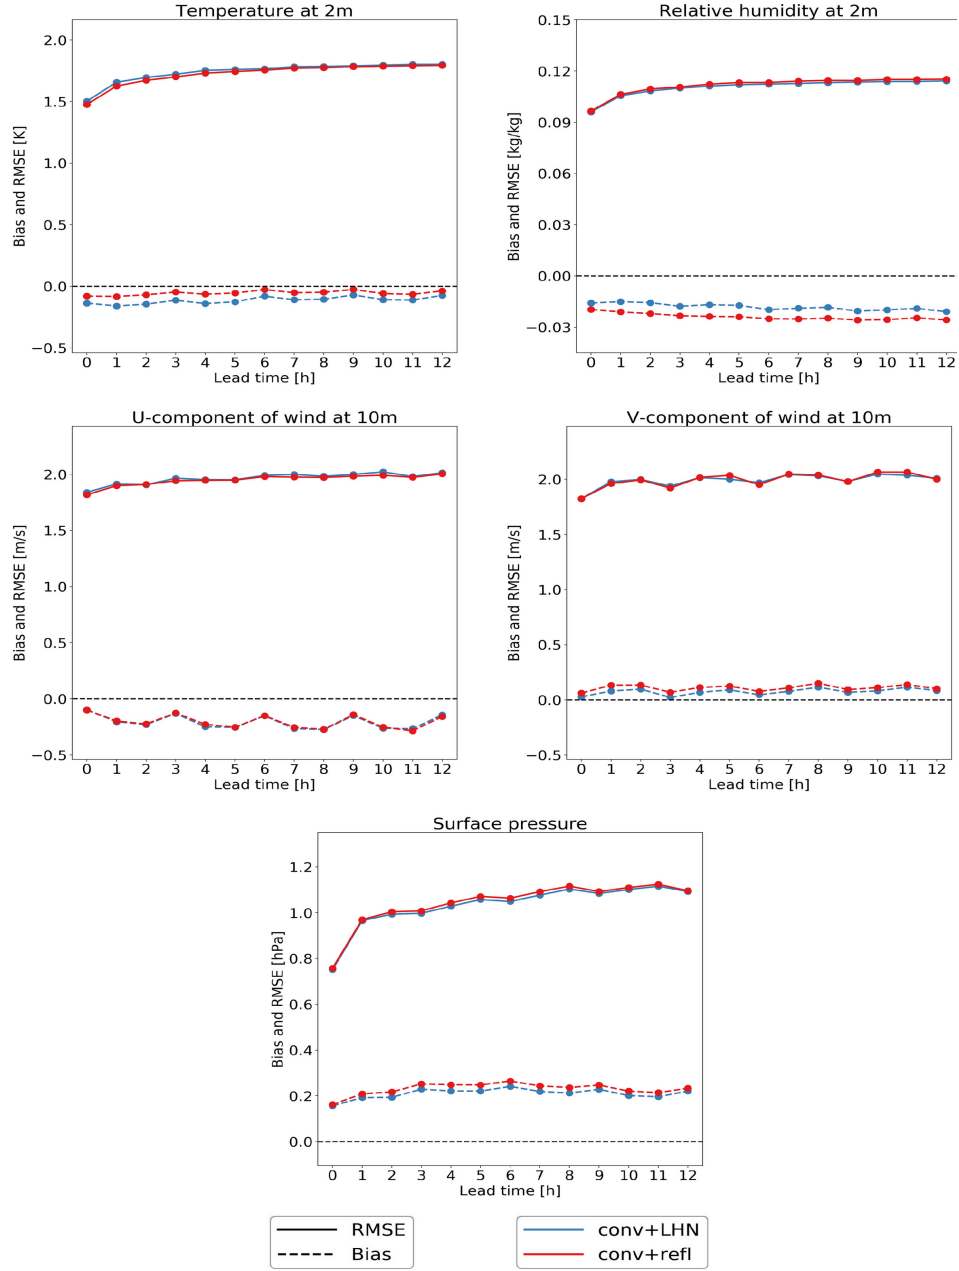 Temperature at 2m
Bias and RMSE [K]
2.0
1.5
1.0
0.5
0.0
−0.5
0 1 2 3 4 5 6 7 8 9 10 11 12
Lead time [h]
Relative humidity at 2m
Bias and RMSE [kg/kg]
0.15
0.12
0.09
0.06
0.03
0.00
−0.03
0 1 2 3 4 5 6 7 8 9 10 11 12
Lead time [h]
U-component of wind at 10m
Bias and RMSE [m/s]
2.0
1.5
1.0
0.5
0.0
−0.5
0 1 2 3 4 5 6 7 8 9 10 11 12
Lead time [h]
V-component of wind at 10m
Bias and RMSE [m/s]
2.0
1.5
1.0
0.5
0.0
−0.5
0 1 2 3 4 5 6 7 8 9 10 11 12
Lead time [h]
Surface pressure
Bias and RMSE [hPa]
1.2
1.0
0.8
0.6
0.4
0.2
0.0
0 1 2 3 4 5 6 7 8 9 10 11 12
Lead time [h]
RMSE
Bias
conv+LHN
conv+refl